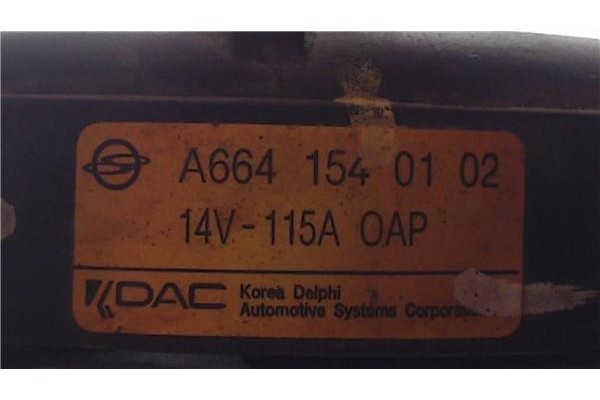 A664 154 01 02
14V-115A OAP
KDAC Korea Delphi
Automotive Systems Corporation